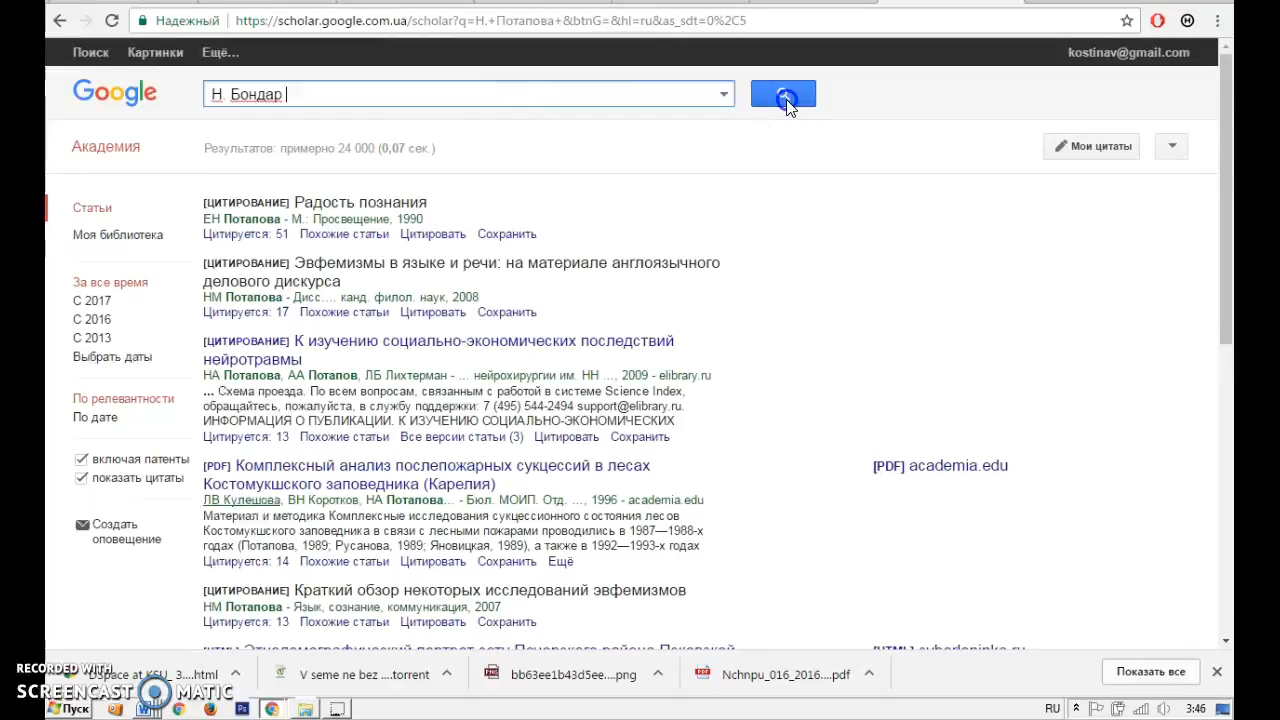 Надежный
https://scholar.google.com.ua/scholar?q=Н.+Потапова+&btnG=&hl=ru&as_sdt=0%2C5
Поиск Картинки Ещё... kostinav@gmail.com
Google Н. Бондар
Академия Результатов: примерно 24 000 (0,07 сек.) Мои цитаты
Статьи
Моя библиотека
За все время
С 2017
С 2016
С 2013
Выбрать даты
По релевантности
По дате
включая патенты
показать цитаты
Создать
оповещение
[ЦИТИРОВАНИЕ] Радость познания
ЕН Потапова - М.: Просвещение, 1990
Цитируется: 51 Похожие статьи Цитировать Сохранить
[ЦИТИРОВАНИЕ] Эвфемизмы в языке и речи: на материале англоязычного
делового дискурса
НМ Потапова - Дисс.... канд. филол. наук, 2008
Цитируется: 17 Похожие статьи Цитировать Сохранить
[ЦИТИРОВАНИЕ] К изучению социально-экономических последствий
нейротравмы
НА Потапова, АА Потапов, ЛБ Лихтерман - ... нейрохирургии им. НН ..., 2009 - elibrary.ru
... Схема проезда. По всем вопросам, связанным с работой в системе Science Index,
обращайтесь, пожалуйста, в службу поддержки: 7 (495) 544-2494 support@elibrary.ru.
ИНФОРМАЦИЯ О ПУБЛИКАЦИИ. К ИЗУЧЕНИЮ СОЦИАЛЬНО-ЭКОНОМИЧЕСКИХ
Цитируется: 13 Похожие статьи Все версии статьи (3) Цитировать Сохранить
[PDF] Комплексный анализ послепожарных сукцессий в лесах
Костомукшского заповедника (Карелия)
ЛВ Кулешова, ВН Коротков, НА Потапова... - Бюл. МОИП. Отд. ..., 1996 - academia.edu
Материал и методика Комплексные исследования сукцессионного состояния лесов
Костомукшского заповедника в связи с лесными пожарами проводились в 1987—1988-х
годах (Потапова, 1989; Русанова, 1989; Яновицкая, 1989), а также в 1992—1993-х годах
Цитируется: 14 Похожие статьи Цитировать Сохранить Ещё
[PDF] academia.edu
[ЦИТИРОВАНИЕ] Краткий обзор некоторых исследований эвфемизмов
НМ Потапова - Язык, сознание, коммуникация, 2007
Цитируется: 13 Похожие статьи Цитировать Сохранить
DSpace at KSU_3....html
V seme ne bez ....torrent
bb63ee1b43d5ee....png
Nchnpu_016_2016....pdf
Показать все
RECORDED WITH
SCREENCAST MATIC
Пуск
RU
3:46